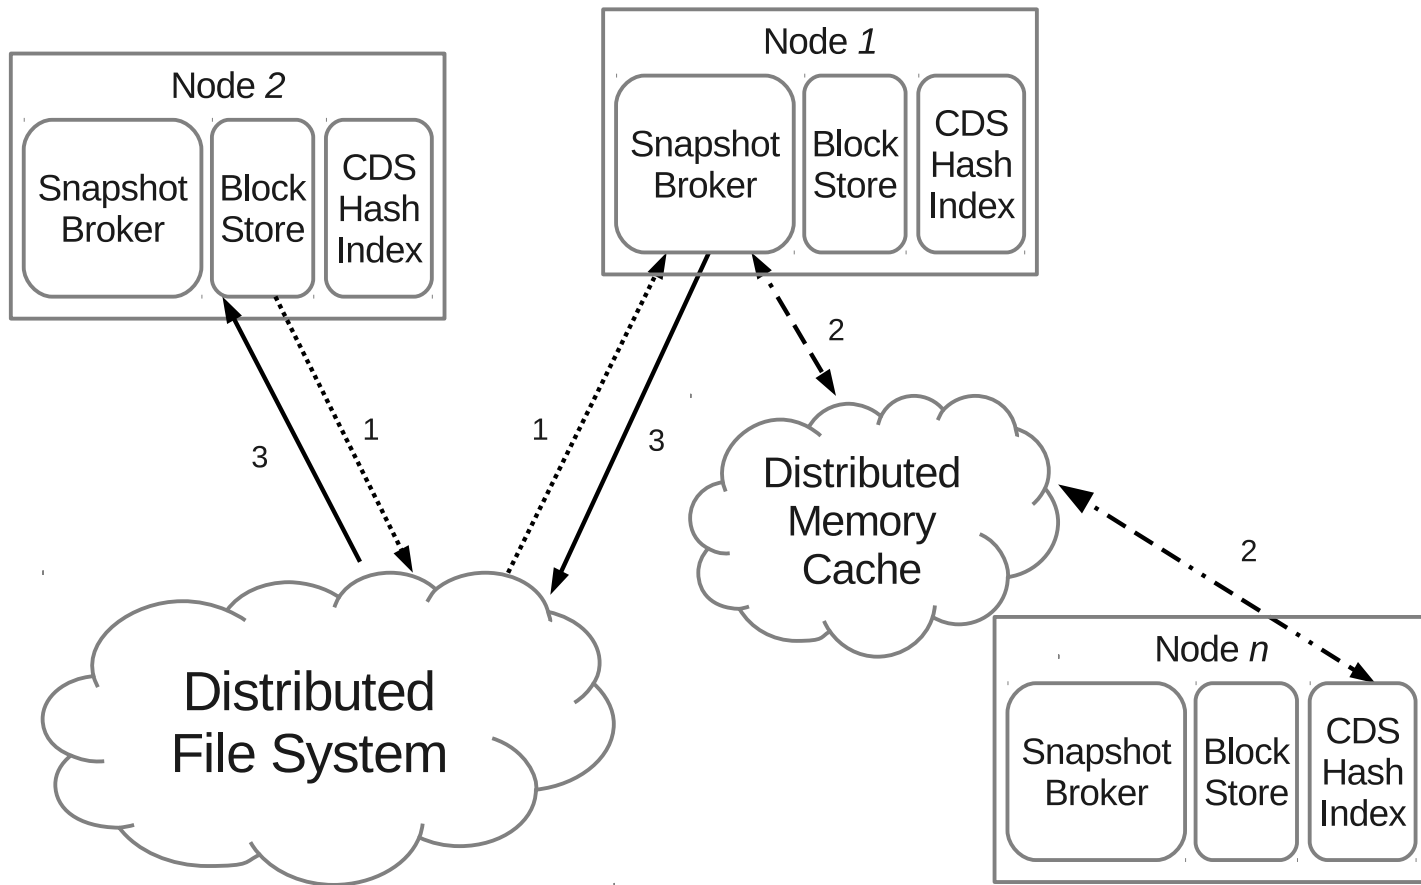 Node 2
Snapshot
Broker
Block
Store
CDS
Hash
Index
Node 1
Snapshot
Broker
Block
Store
CDS
Hash
Index
2
1
3
1
3
Distributed
Memory
Cache
2
Distributed
File System
Node n
Snapshot
Broker
Block
Store
CDS
Hash
Index